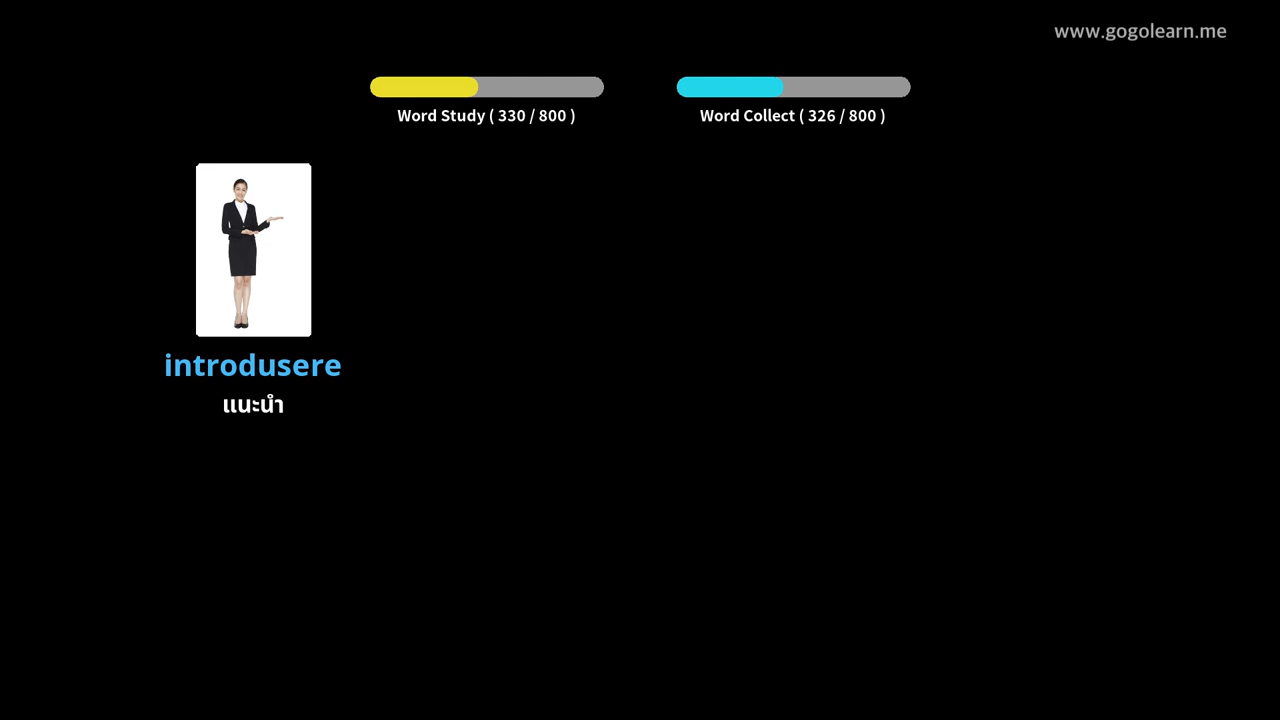 www.gogolearn.me
Word Study ( 330 / 800 )
Word Collect ( 326 / 800 )
introdusere
แนะนำ